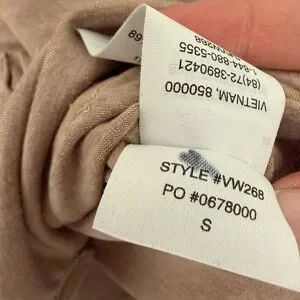 VIETNAM, 850000
(84)72-3890421
1-844-880-5355
STYLE #VW268
PO #0678000
S